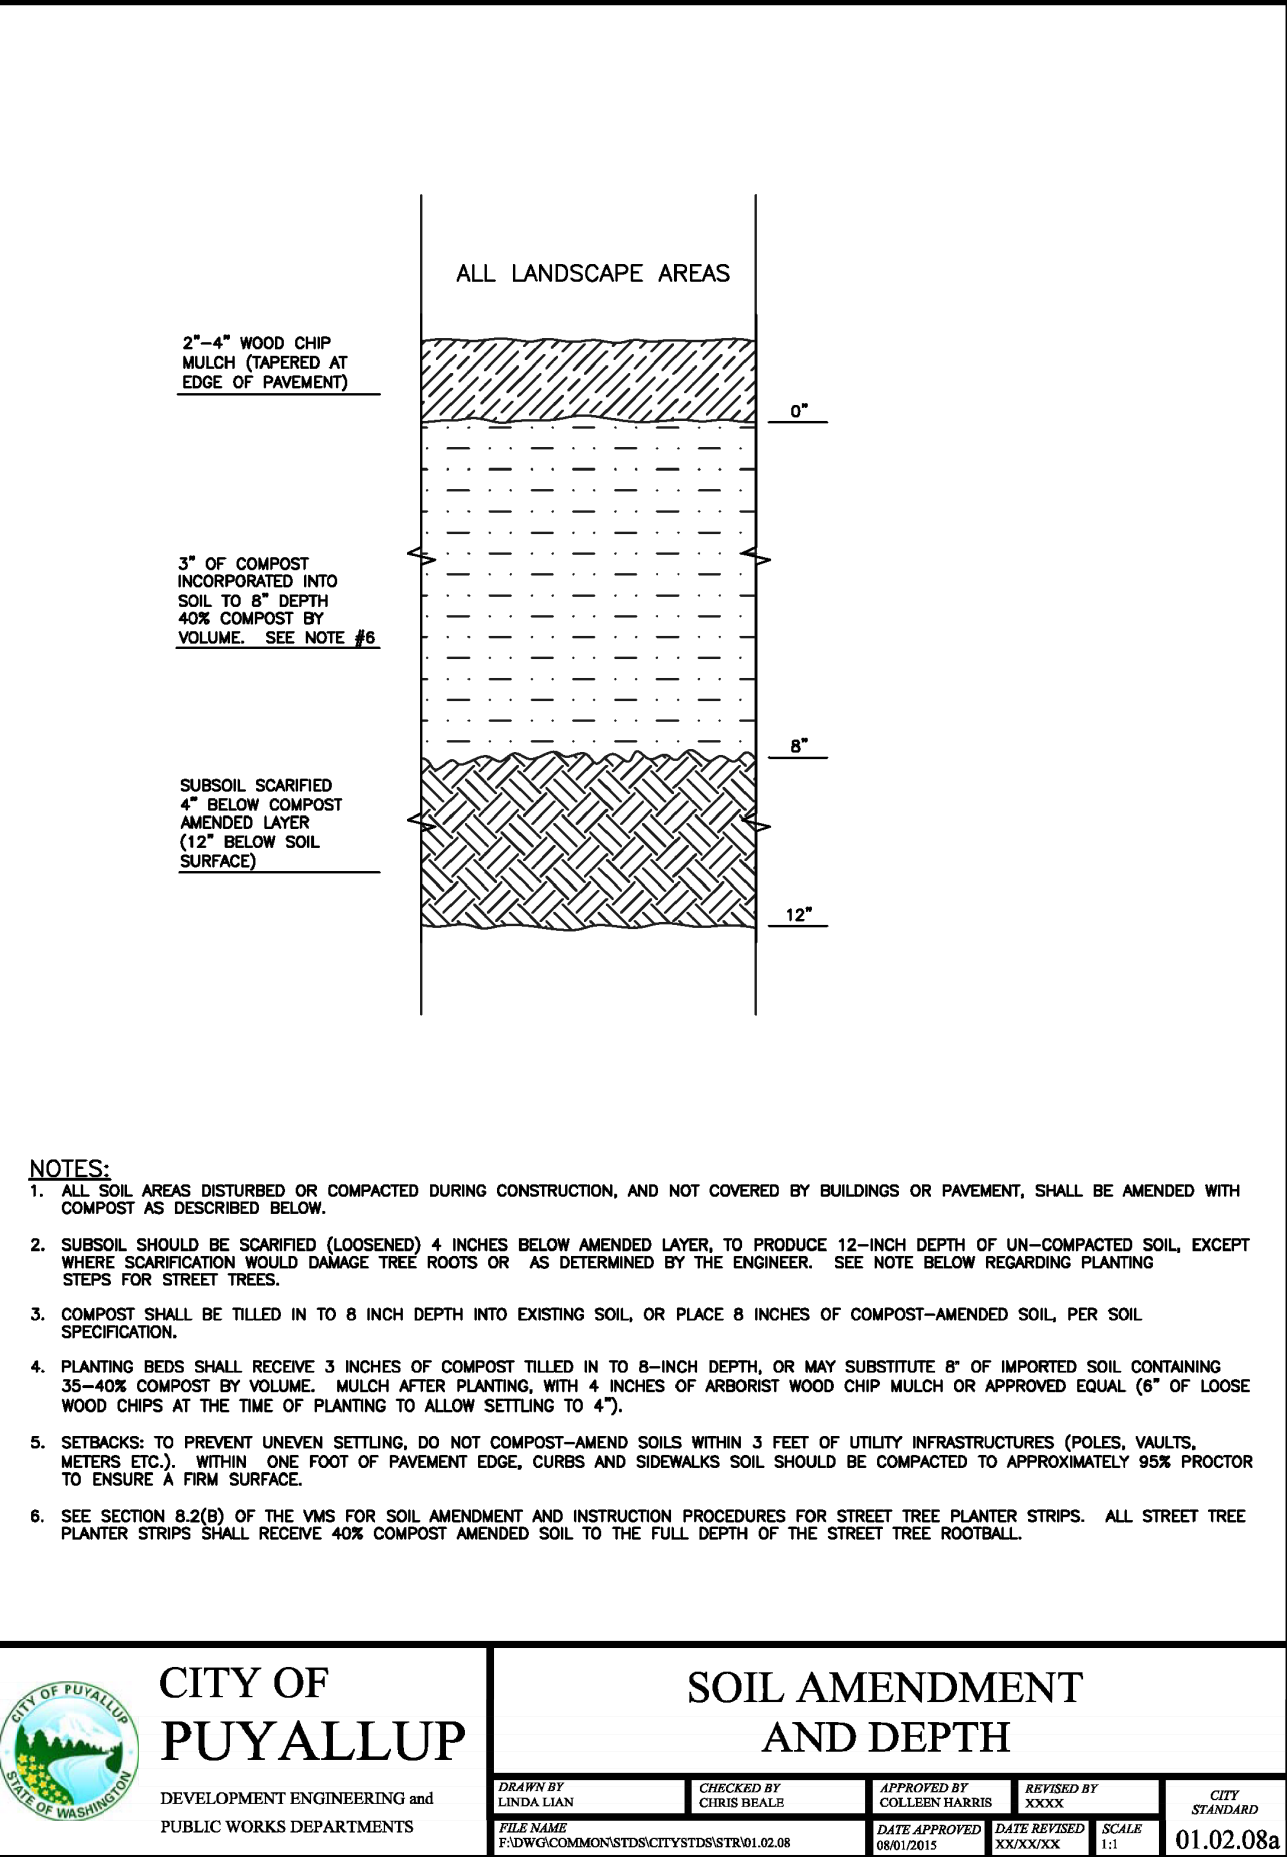 ALL LANDSCAPE AREAS
2"-4" WOOD CHIP
MULCH (TAPERED AT
EDGE OF PAVEMENT)
0"
3" OF COMPOST
INCORPORATED INTO
SOIL TO 8" DEPTH
40% COMPOST BY
VOLUME. SEE NOTE #6
8"
SUBSOIL SCARIFIED
4" BELOW COMPOST
AMENDED LAYER
(12" BELOW SOIL
SURFACE)
12"
NOTES:
1. ALL SOIL AREAS DISTURBED OR COMPACTED DURING CONSTRUCTION, AND NOT COVERED BY BUILDINGS OR PAVEMENT, SHALL BE AMENDED WITH
COMPOST AS DESCRIBED BELOW.
2. SUBSOIL SHOULD BE SCARIFIED (LOOSENED) 4 INCHES BELOW AMENDED LAYER, TO PRODUCE 12-INCH DEPTH OF UN-COMPACTED SOIL, EXCEPT
WHERE SCARIFICATION WOULD DAMAGE TREE ROOTS OR AS DETERMINED BY THE ENGINEER. SEE NOTE BELOW REGARDING PLANTING
STEPS FOR STREET TREES.
3. COMPOST SHALL BE TILLED IN TO 8 INCH DEPTH INTO EXISTING SOIL, OR PLACE 8 INCHES OF COMPOST-AMENDED SOIL, PER SOIL
SPECIFICATION.
4. PLANTING BEDS SHALL RECEIVE 3 INCHES OF COMPOST TILLED IN TO 8-INCH DEPTH, OR MAY SUBSTITUTE 8" OF IMPORTED SOIL CONTAINING
35-40% COMPOST BY VOLUME. MULCH AFTER PLANTING, WITH 4 INCHES OF ARBORIST WOOD CHIP MULCH OR APPROVED EQUAL (6" OF LOOSE
WOOD CHIPS AT THE TIME OF PLANTING TO ALLOW SETTLING TO 4").
5. SETBACKS: TO PREVENT UNEVEN SETTLING, DO NOT COMPOST-AMEND SOILS WITHIN 3 FEET OF UTILITY INFRASTRUCTURES (POLES, VAULTS,
METERS ETC.). WITHIN ONE FOOT OF PAVEMENT EDGE, CURBS AND SIDEWALKS SOIL SHOULD BE COMPACTED TO APPROXIMATELY 95% PROCTOR
TO ENSURE A FIRM SURFACE.
6. SEE SECTION 8.2(B) OF THE VMS FOR SOIL AMENDMENT AND INSTRUCTION PROCEDURES FOR STREET TREE PLANTER STRIPS. ALL STREET TREE
PLANTER STRIPS SHALL RECEIVE 40% COMPOST AMENDED SOIL TO THE FULL DEPTH OF THE STREET TREE ROOTBALL.
CITY OF PUYALLUP
STATE OF WASHINGTON
CITY OF
PUYALLUP
DEVELOPMENT ENGINEERING and
PUBLIC WORKS DEPARTMENTS
SOIL AMENDMENT
AND DEPTH
DRAWN BY
LINDA LIAN
CHECKED BY
CHRIS BEALE
APPROVED BY
COLLEEN HARRIS
REVISED BY
XXXX
FILE NAME
F:\DWG\COMMON\STDS\CITYSTDS\STR\01.02.08
DATE APPROVED
08/01/2015
DATE REVISED
XX/XX/XX
SCALE
1:1
CITY
STANDARD
01.02.08a